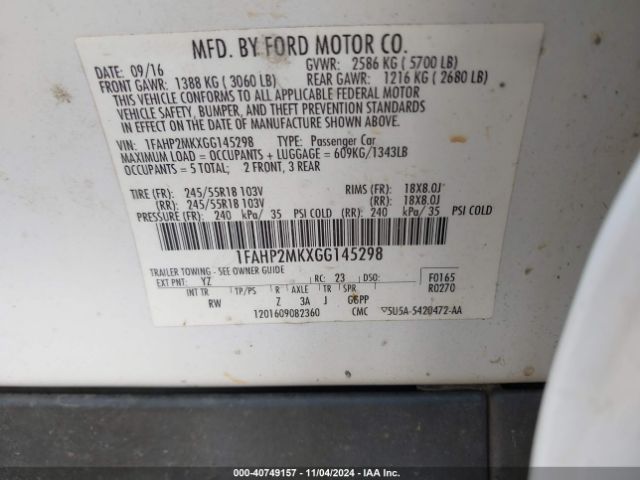 MFD. BY FORD MOTOR CO.
DATE: 09/16 GVWR: 2586 KG ( 5700 LB)
FRONT GAWR: 1388 KG ( 3060 LB) REAR GAWR: 1216 KG ( 2680 LB)
THIS VEHICLE CONFORMS TO ALL APPLICABLE FEDERAL MOTOR
VEHICLE SAFETY, BUMPER, AND THEFT PREVENTION STANDARDS
IN EFFECT ON THE DATE OF MANUFACTURE SHOWN ABOVE.
VIN: 1FAHP2MKXGG145298 TYPE: Passenger Car
MAXIMUM LOAD = OCCUPANTS + LUGGAGE = 609KG/1343LB
OCCUPANTS = 5 TOTAL; 2 FRONT, 3 REAR
TIRE (FR): 245/55R18 103V RIMS (FR): 18X8.0J
(RR): 245/55R18 103V (RR): 18X8.0J
PRESSURE (FR): 240 kPa/ 35 PSI COLD (RR): 240 kPa/ 35 PSI COLD
1FAHP2MKXGG145298
TRAILER TOWING - SEE OWNER GUIDE
EXT PNT: YZ RC: 23 DSO: F0165
INT TR TP/PS R AXLE TR SPR R0270
RW Z 3A J GGPP
1201609082360 CMC 5U5A-5420472-AA
000-40749157 - 11/04/2024 - IAA Inc.